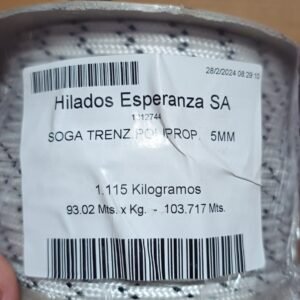 28/2/2024 08:29:10
Hilados Esperanza SA
SOGA TRENZ.POLIPROP. 5MM
1.115 Kilogramos
93.02 Mts. x Kg. - 103.717 Mts.